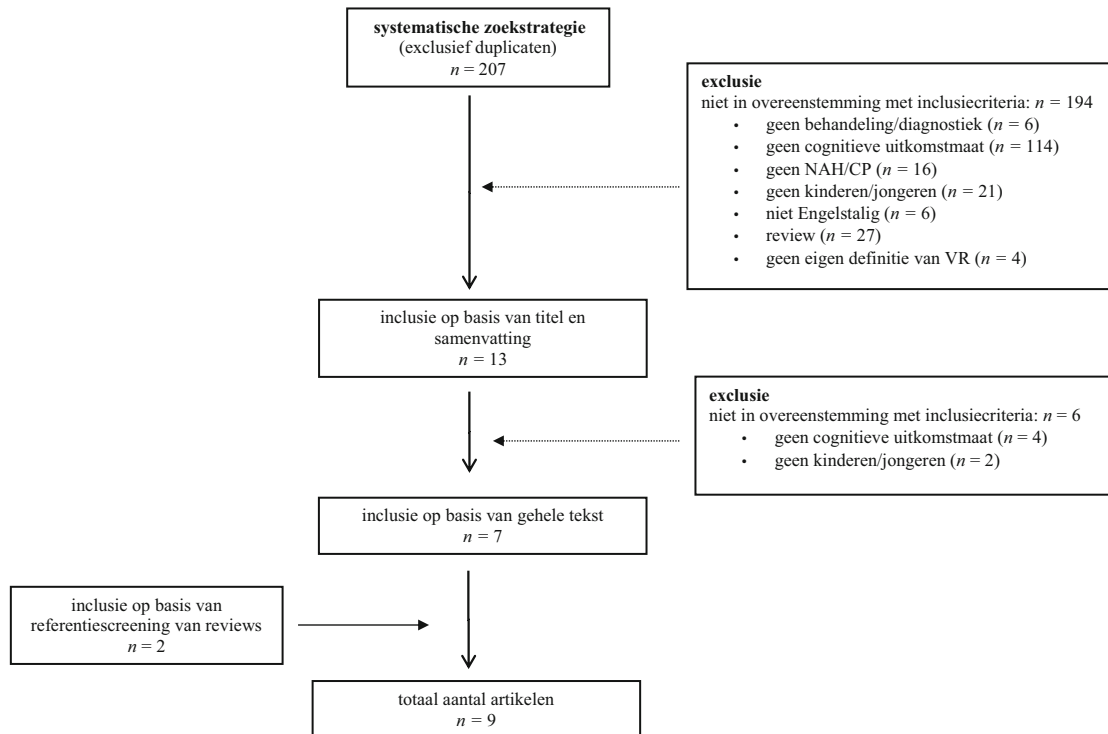 systematische zoekstrategie
(exclusief duplicaten)
n = 207
exclusie
niet in overeenstemming met inclusiecriteria: n = 194
• geen behandeling/diagnostiek (n = 6)
• geen cognitieve uitkomstmaat (n = 114)
• geen NAH/CP (n = 16)
• geen kinderen/jongeren (n = 21)
• niet Engelstalig (n = 6)
• review (n = 27)
• geen eigen definitie van VR (n = 4)
inclusie op basis van titel en
samenvatting
n = 13
exclusie
niet in overeenstemming met inclusiecriteria: n = 6
• geen cognitieve uitkomstmaat (n = 4)
• geen kinderen/jongeren (n = 2)
inclusie op basis van gehele tekst
n = 7
inclusie op basis van
referentiescreening van reviews
n = 2
totaal aantal artikelen
n = 9